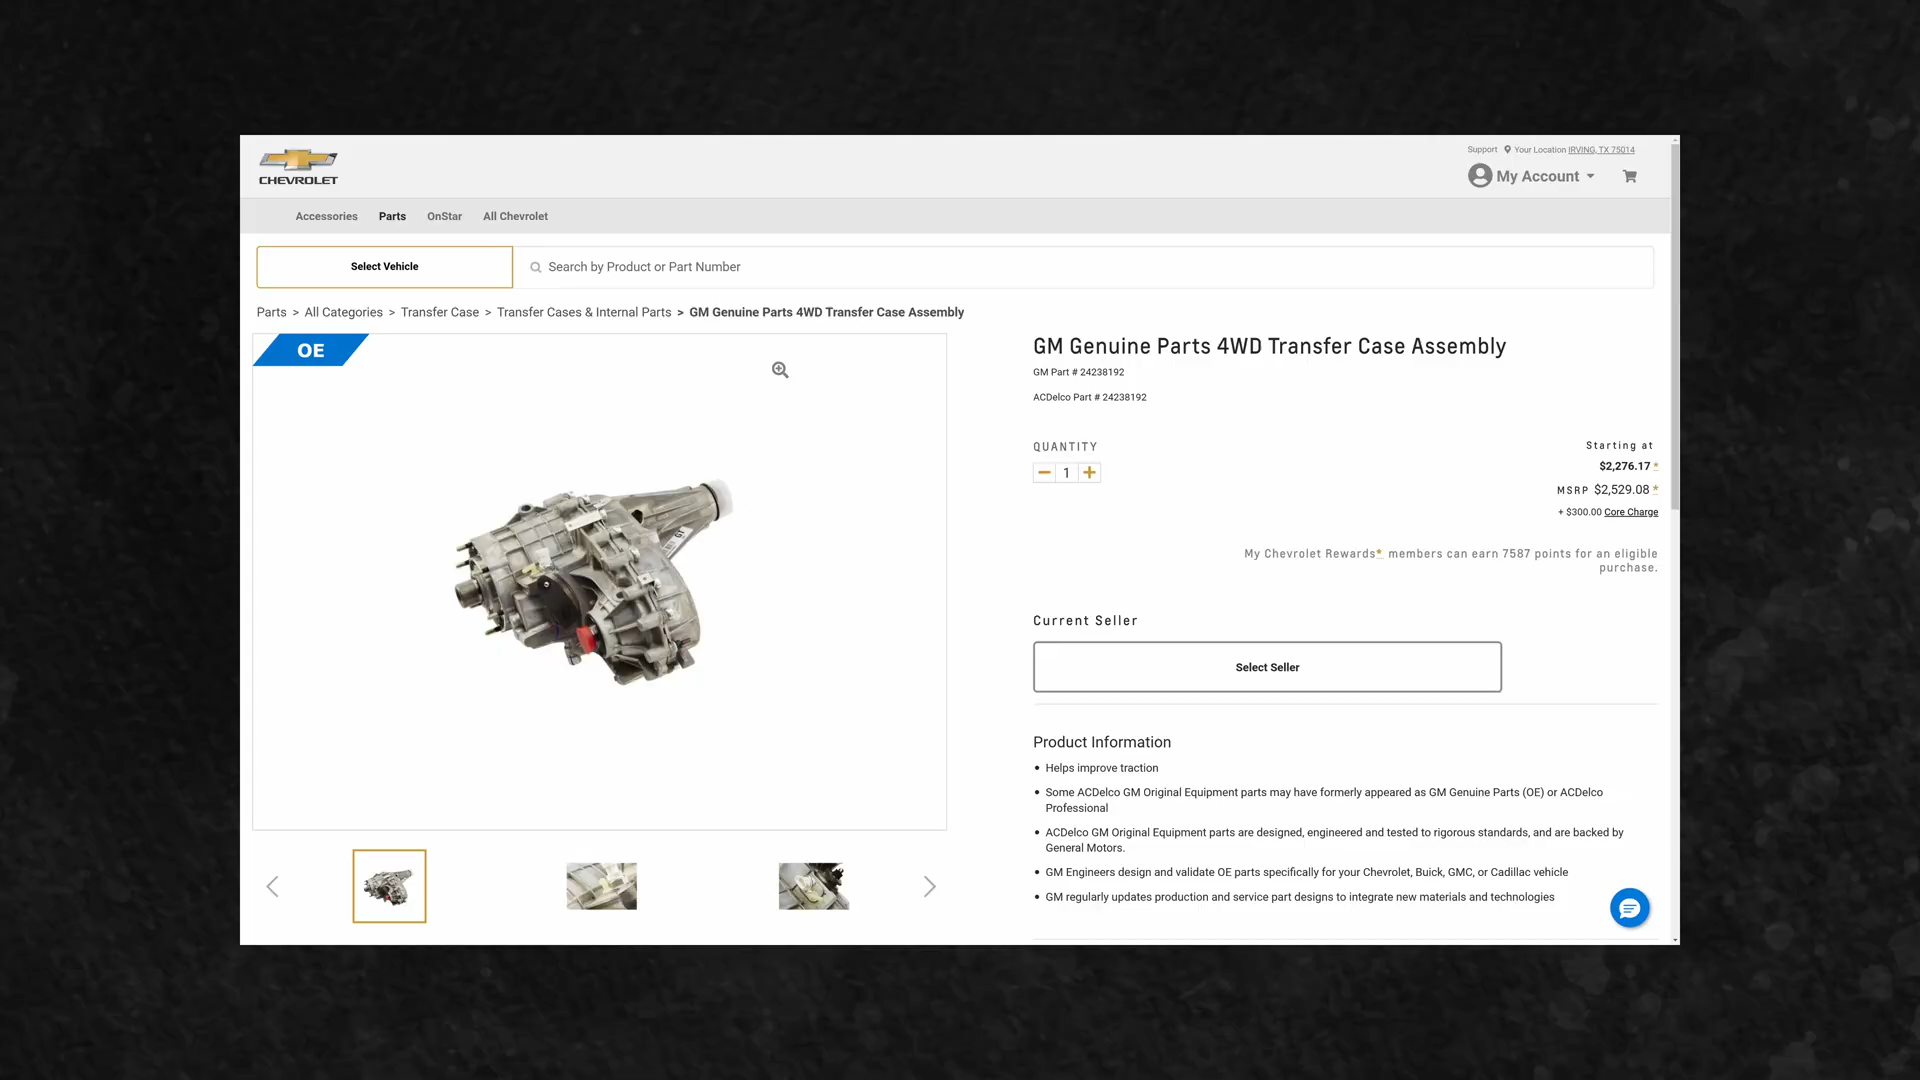 CHEVROLET
Support Your Location IRVING, TX 75014
My Account
Accessories Parts OnStar All Chevrolet
Select Vehicle
Search by Product or Part Number
Parts > All Categories > Transfer Case > Transfer Cases & Internal Parts > GM Genuine Parts 4WD Transfer Case Assembly
OE
GM Genuine Parts 4WD Transfer Case Assembly
GM Part # 24238192
ACDelco Part # 24238192
QUANTITY
1
Starting at
$2,276.17 *
MSRP $2,529.08 *
+ $300.00 Core Charge
My Chevrolet Rewards* members can earn 7587 points for an eligible
purchase.
Current Seller
Select Seller
Product Information
• Helps improve traction
• Some ACDelco GM Original Equipment parts may have formerly appeared as GM Genuine Parts (OE) or ACDelco
Professional
• ACDelco GM Original Equipment parts are designed, engineered and tested to rigorous standards, and are backed by
General Motors.
• GM Engineers design and validate OE parts specifically for your Chevrolet, Buick, GMC, or Cadillac vehicle
• GM regularly updates production and service part designs to integrate new materials and technologies